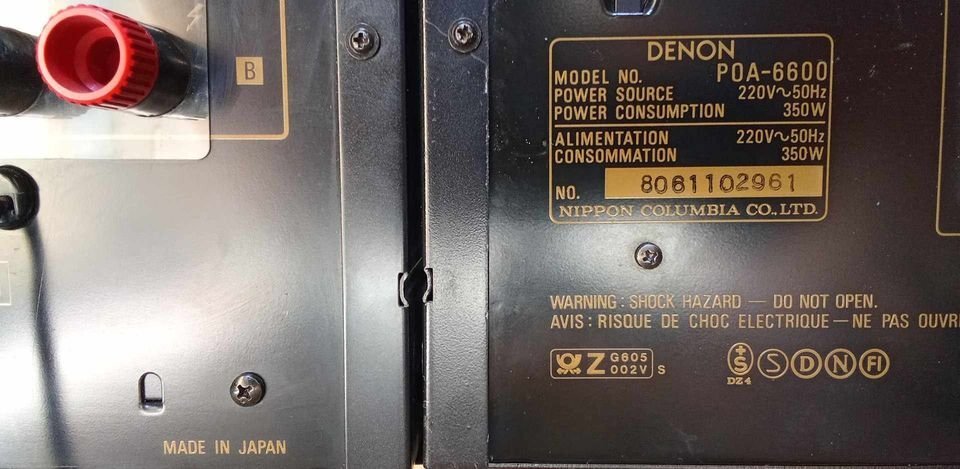 B
MADE IN JAPAN
DENON
MODEL NO. POA-6600
POWER SOURCE 220V～50Hz
POWER CONSUMPTION 350W
ALIMENTATION 220V～50Hz
CONSOMMATION 350W
NO. 8061102961
NIPPON COLUMBIA CO., LTD.
WARNING : SHOCK HAZARD — DO NOT OPEN.
AVIS : RISQUE DE CHOC ELECTRIQUE — NE PAS OUVRI
Z G605
002V S
S S D N FI
DZ4